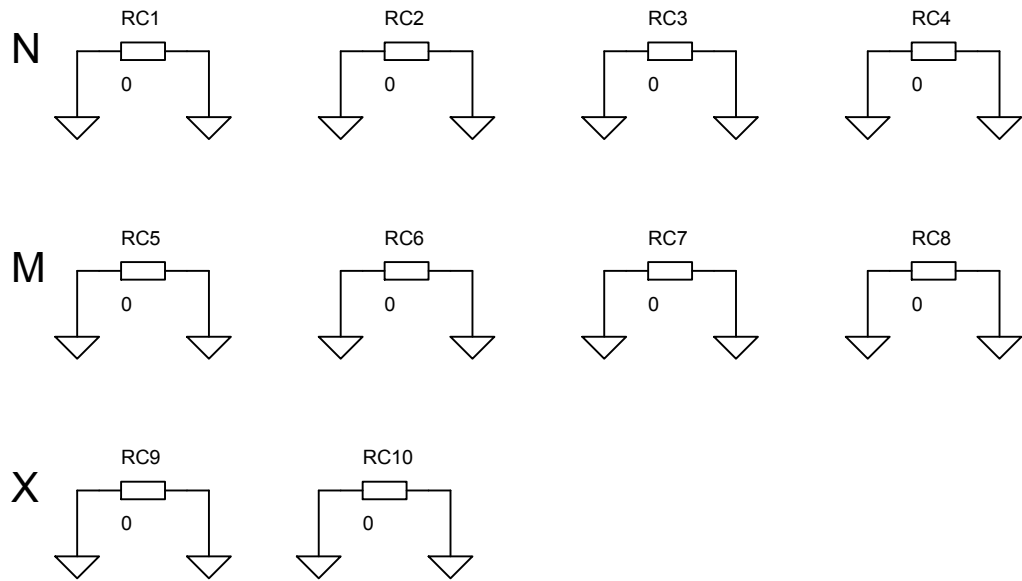 RC1 RC2 RC3 RC4
N
0 0 0 0
RC5 RC6 RC7 RC8
M
0 0 0 0
RC9 RC10
X
0 0